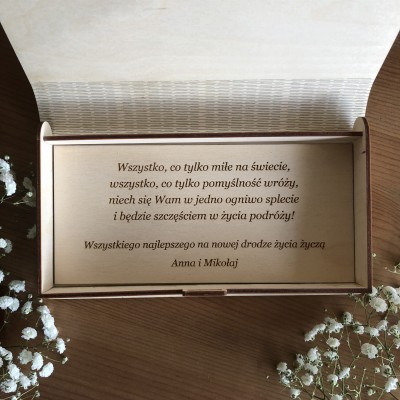 Wszystko, co tylko miłe na świecie,
wszystko, co tylko pomyślność wróży,
niech się Wam w jedno ogniwo splecie
i będzie szczęściem w życia podróży!
Wszystkiego najlepszego na nowej drodze życia życzą
Anna i Mikołaj